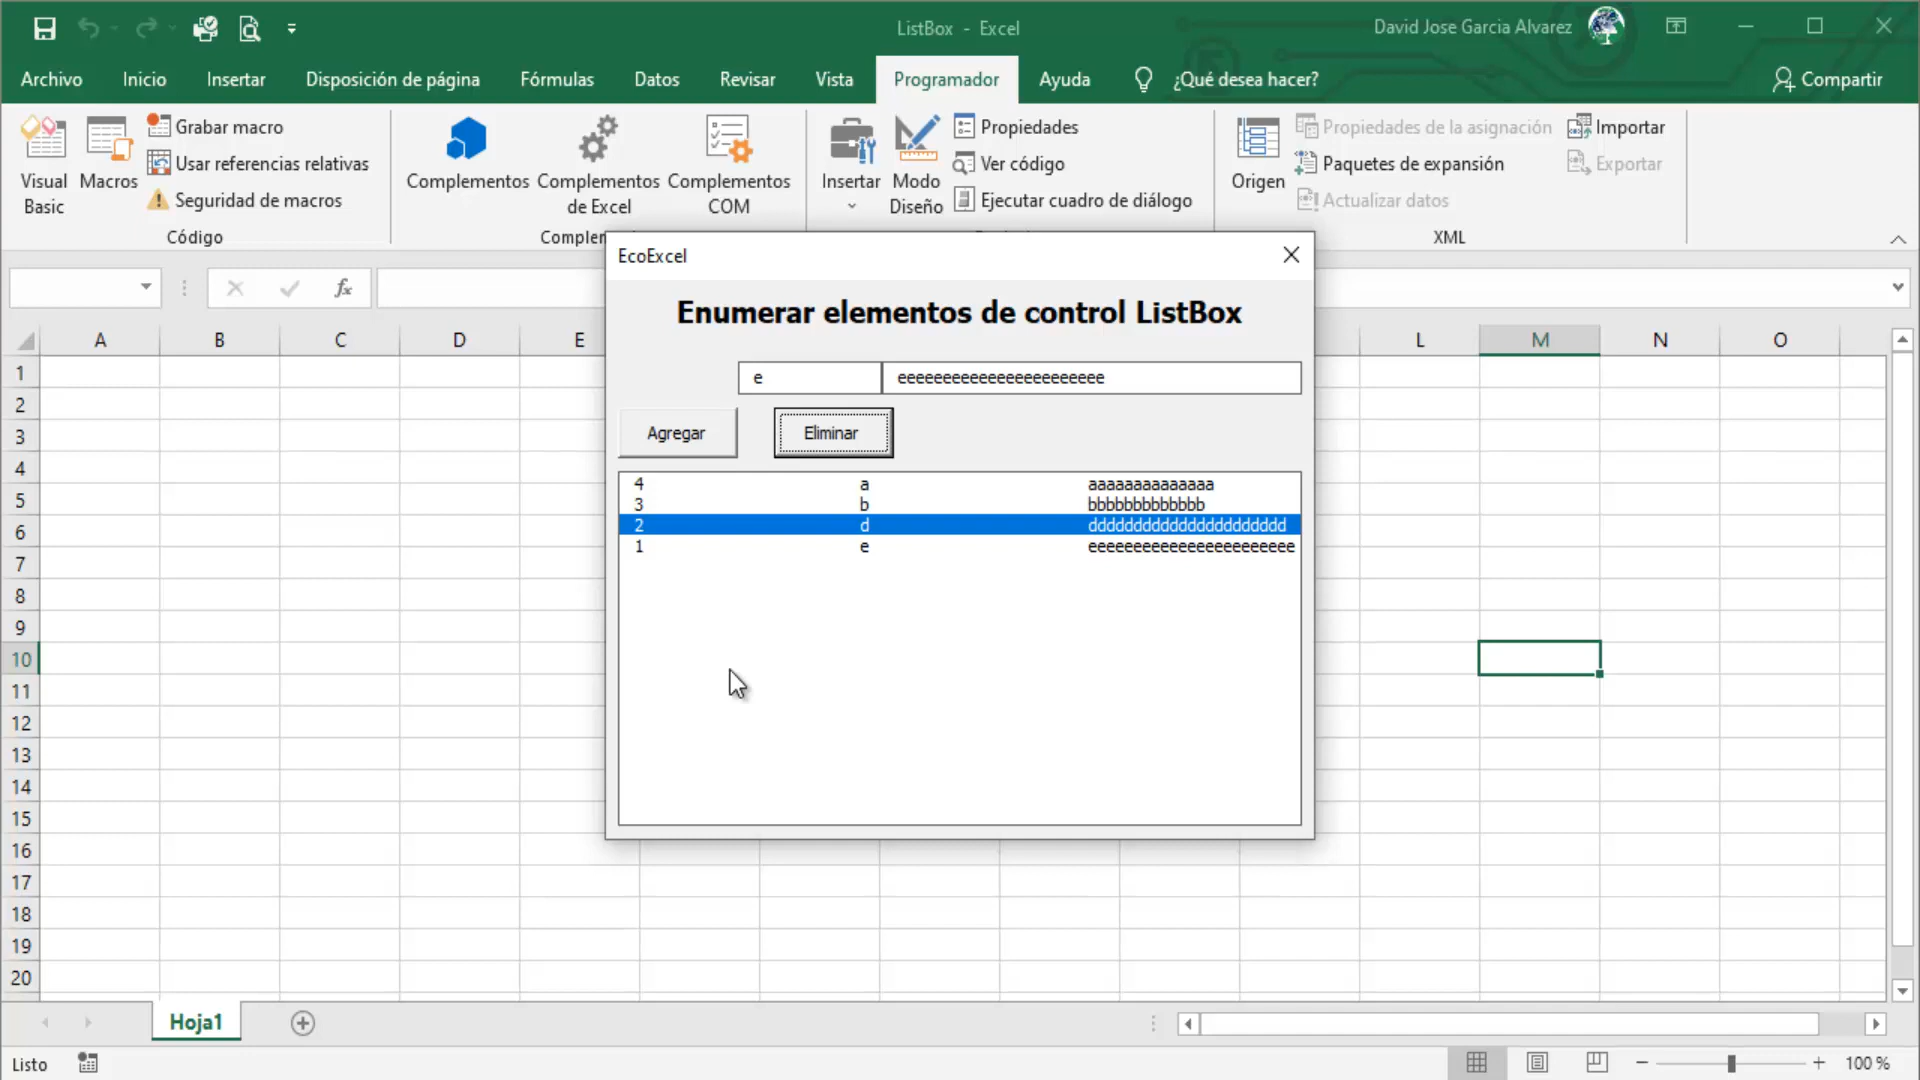 ListBox - Excel
David Jose Garcia Alvarez
Archivo Inicio Insertar Disposición de página Fórmulas Datos Revisar Vista Programador Ayuda ¿Qué desea hacer? Compartir
Visual Basic
Macros
Grabar macro
Usar referencias relativas
Seguridad de macros
Código
Complementos
Complementos de Excel
Complementos COM
Complem
Insertar
Modo Diseño
Propiedades
Ver código
Ejecutar cuadro de diálogo
Origen
Propiedades de la asignación
Paquetes de expansión
Actualizar datos
Importar
Exportar
XML
fx
EcoExcel
Enumerar elementos de control ListBox
e eeeeeeeeeeeeeeeeeeeeeee
Agregar Eliminar
4 a aaaaaaaaaaaaaa
3 b bbbbbbbbbbbbb
2 d dddddddddddddddddddddd
1 e eeeeeeeeeeeeeeeeeeeeeee
A B C D E L M N O
1
2
3
4
5
6
7
8
9
10
11
12
13
14
15
16
17
18
19
20
Hoja1
Listo
100 %